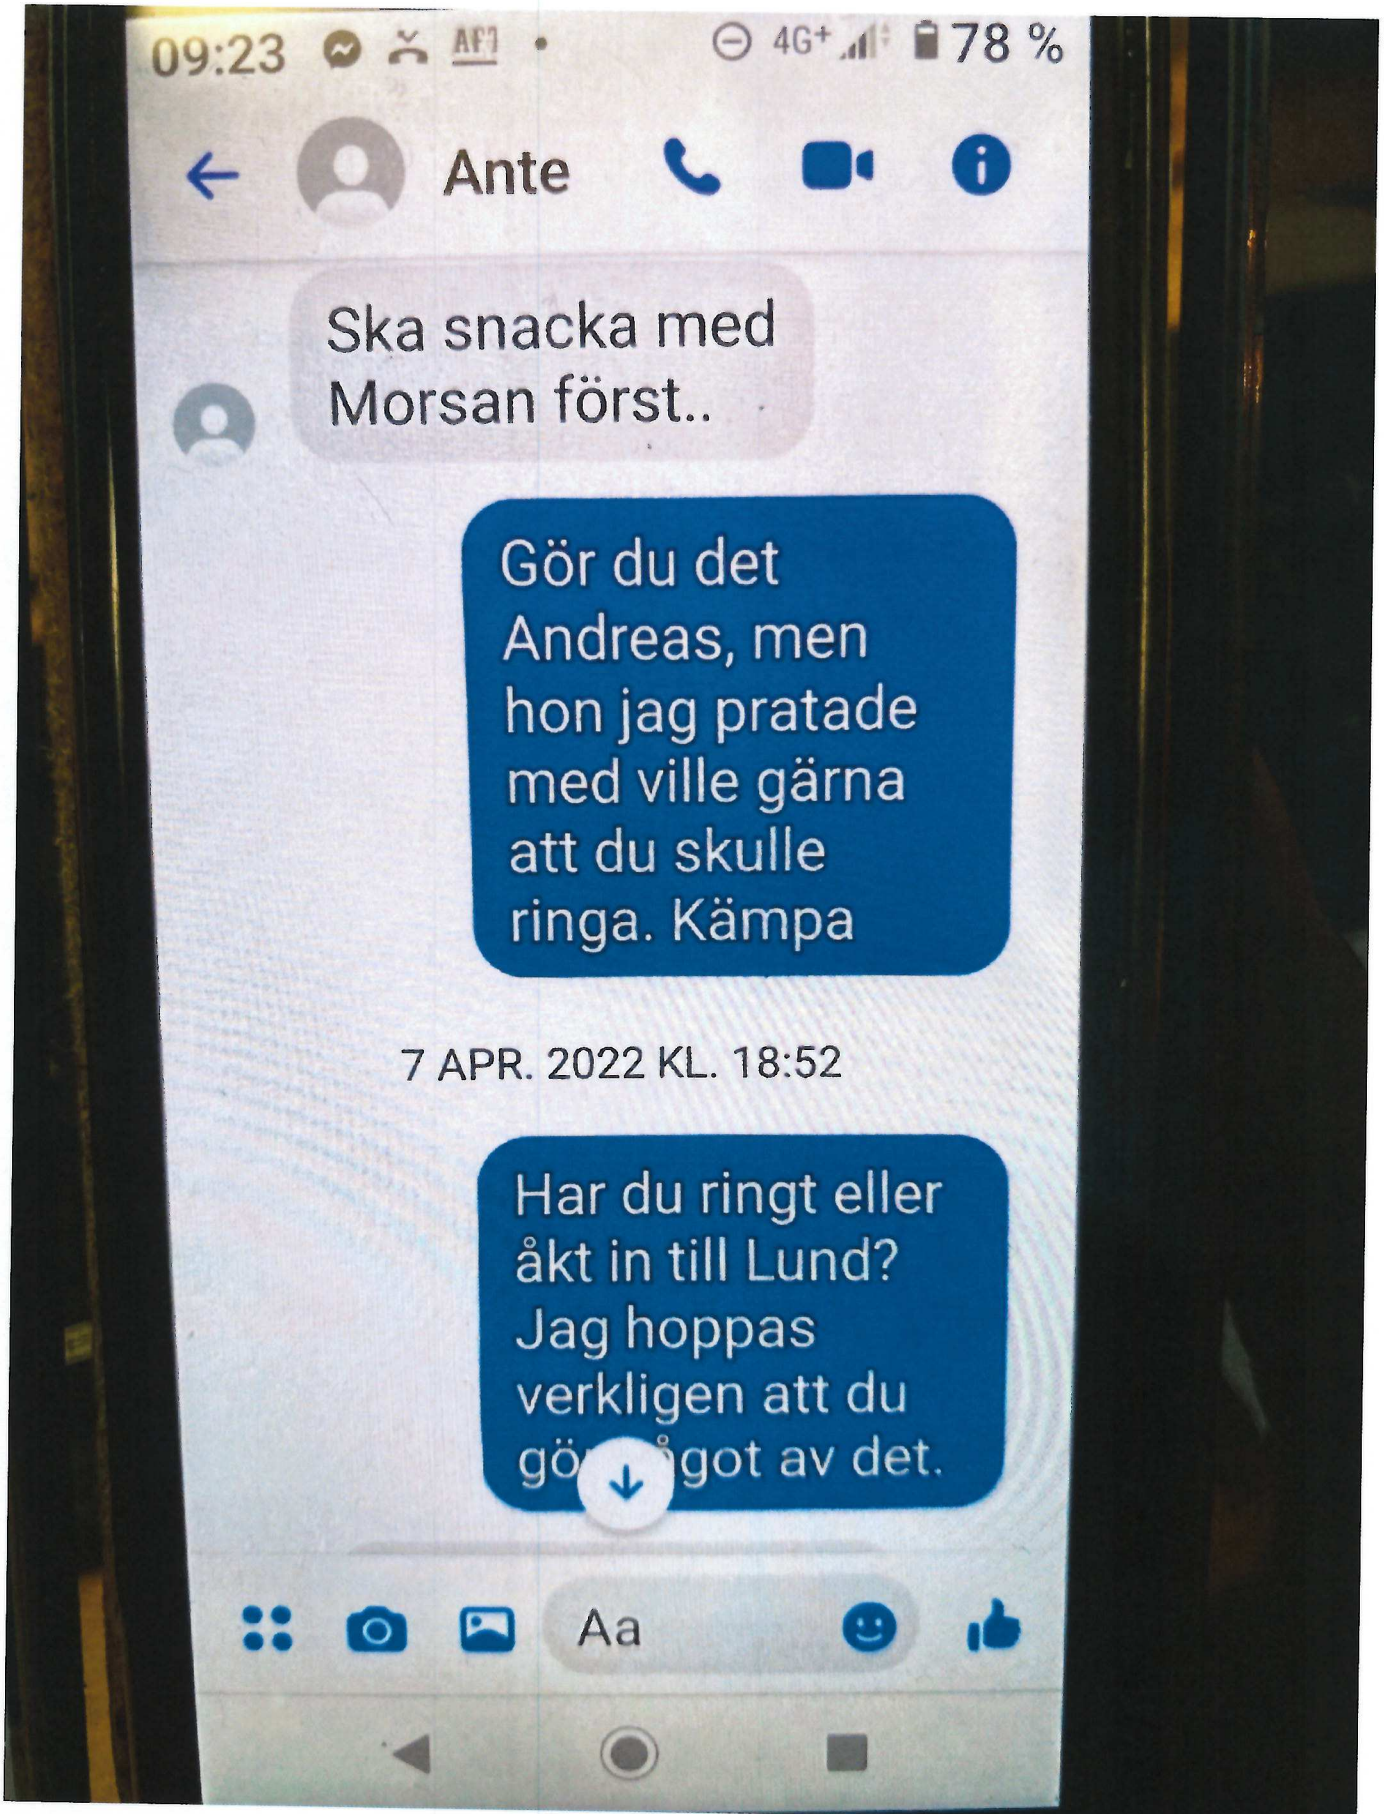 09:23 4G+ 78 %
Ante
Ska snacka med
Morsan först..
Gör du det
Andreas, men
hon jag pratade
med ville gärna
att du skulle
ringa. Kämpa
7 APR. 2022 KL. 18:52
Har du ringt eller
åkt in till Lund?
Jag hoppas
verkligen att du
av det.
Aa